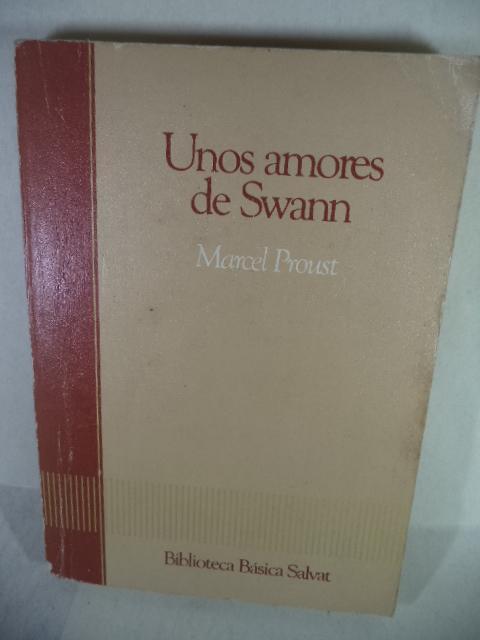 Unos amores
de Swann
Marcel Proust
Biblioteca Básica Salvat